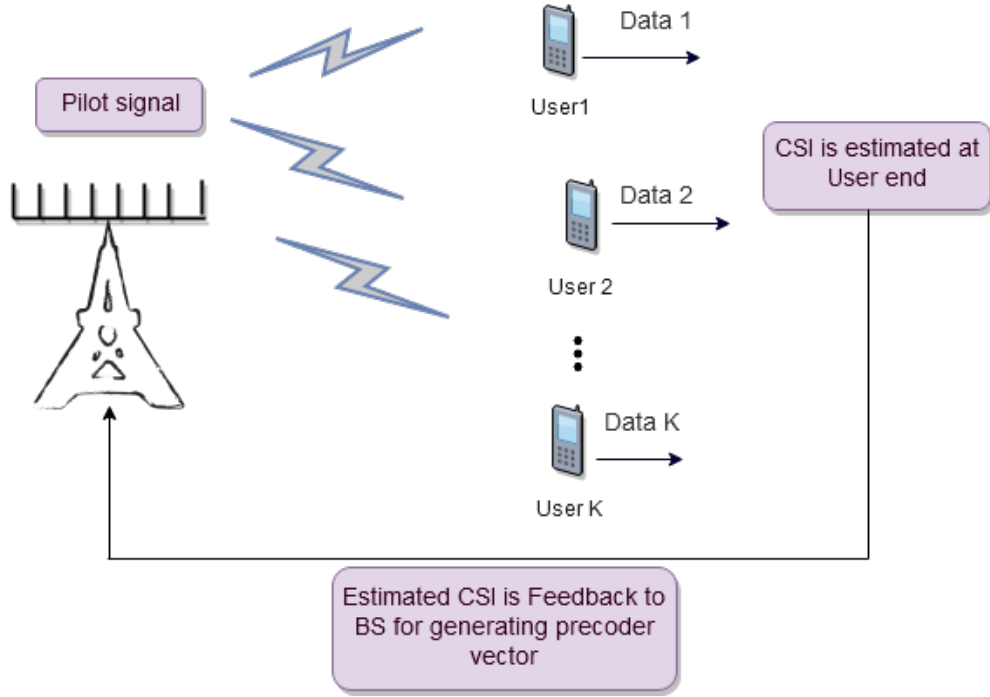 Data 1
Pilot signal
User1
CSI is estimated at
User end
Data 2
User 2
Data K
User K
Estimated CSI is Feedback to
BS for generating precoder
vector